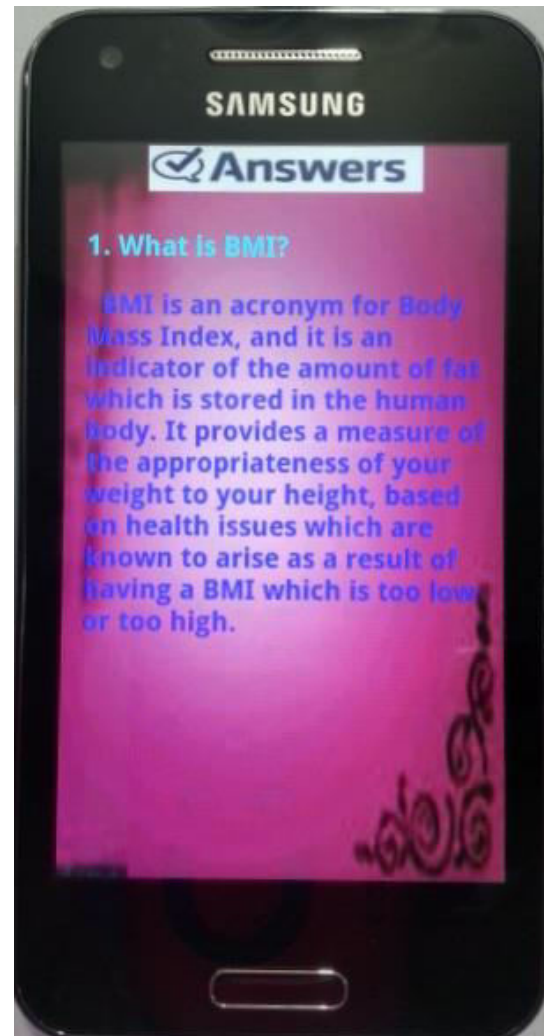 SAMSUNG
Answers
1. What is BMI?
BMI is an acronym for Body
Mass Index, and it is an
indicator of the amount of fat
which is stored in the human
body. It provides a measure of
the appropriateness of your
weight to your height, based
on health issues which are
known to arise as a result of
having a BMI which is too low
or too high.